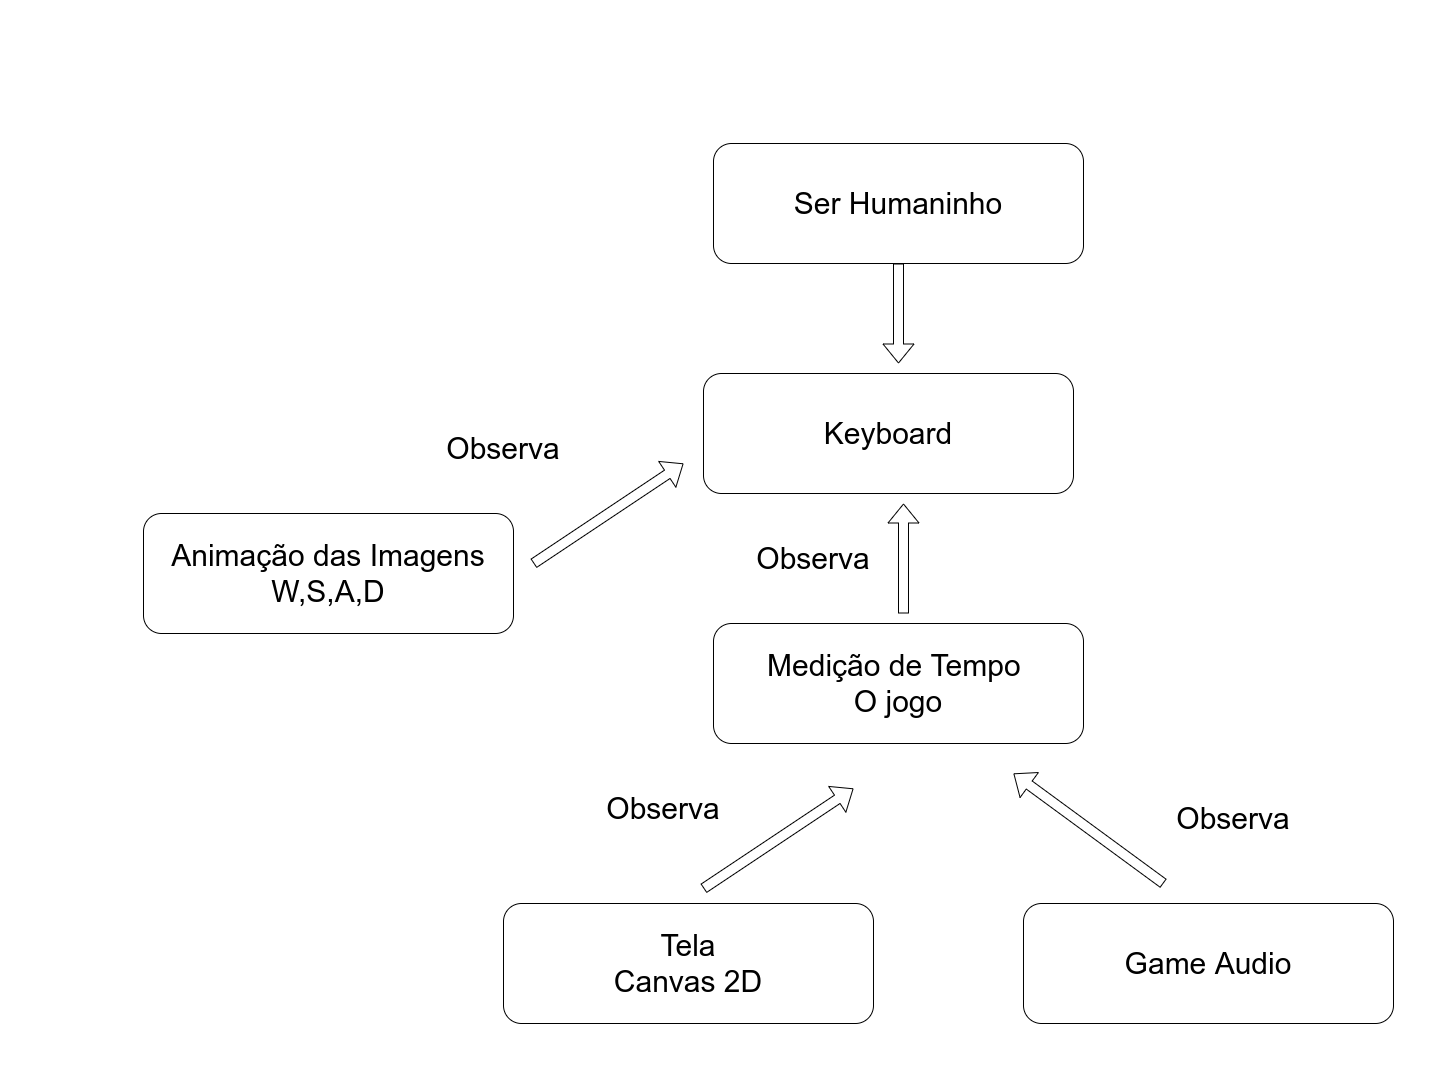 Ser Humaninho
Keyboard
Observa
Animação das Imagens
W,S,A,D
Observa
Medição de Tempo
O jogo
Observa
Observa
Tela
Canvas 2D
Game Audio